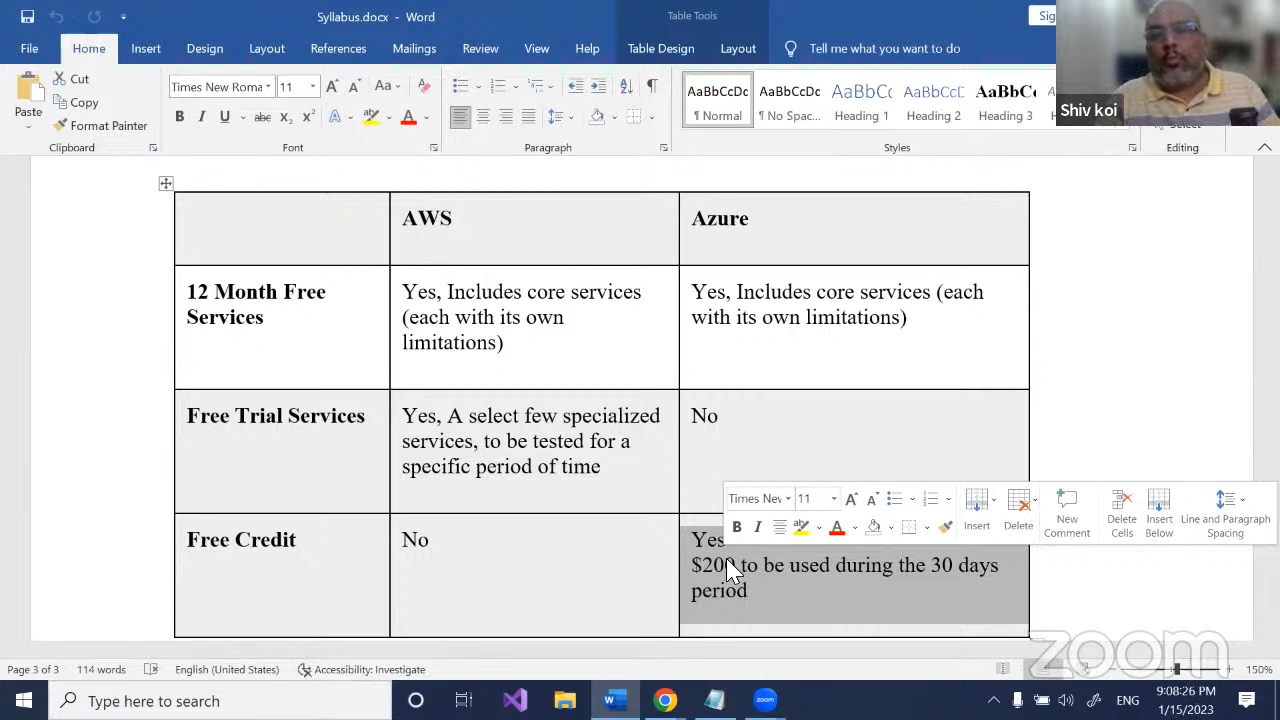 Syllabus.docx - Word
Table Tools
Sig
File
Home
Insert
Design
Layout
References
Mailings
Review
View
Help
Table Design
Layout
Tell me what you want to do
Paste
Cut
Copy
Format Painter
Clipboard
Times New Roma
11
Font
Paragraph
AaBbCcDc
¶ Normal
AaBbCcDc
¶ No Spac...
AaBbCc
Heading 1
AaBbCcD
Heading 2
AaBbCc
Heading 3
Styles
Select
Editing
Shiv koi
AWS
Azure
12 Month Free
Services
Yes, Includes core services
(each with its own
limitations)
Yes, Includes core services (each
with its own limitations)
Free Trial Services
Yes, A select few specialized
services, to be tested for a
specific period of time
No
Times New
11
Insert
Delete
New
Comment
Delete
Cells
Insert
Below
Line and Paragraph
Spacing
Free Credit
No
Yes
$200 to be used during the 30 days
period
zoom
Page 3 of 3
114 words
English (United States)
Accessibility: Investigate
150%
Type here to search
zoom
ENG
9:08:26 PM
1/15/2023